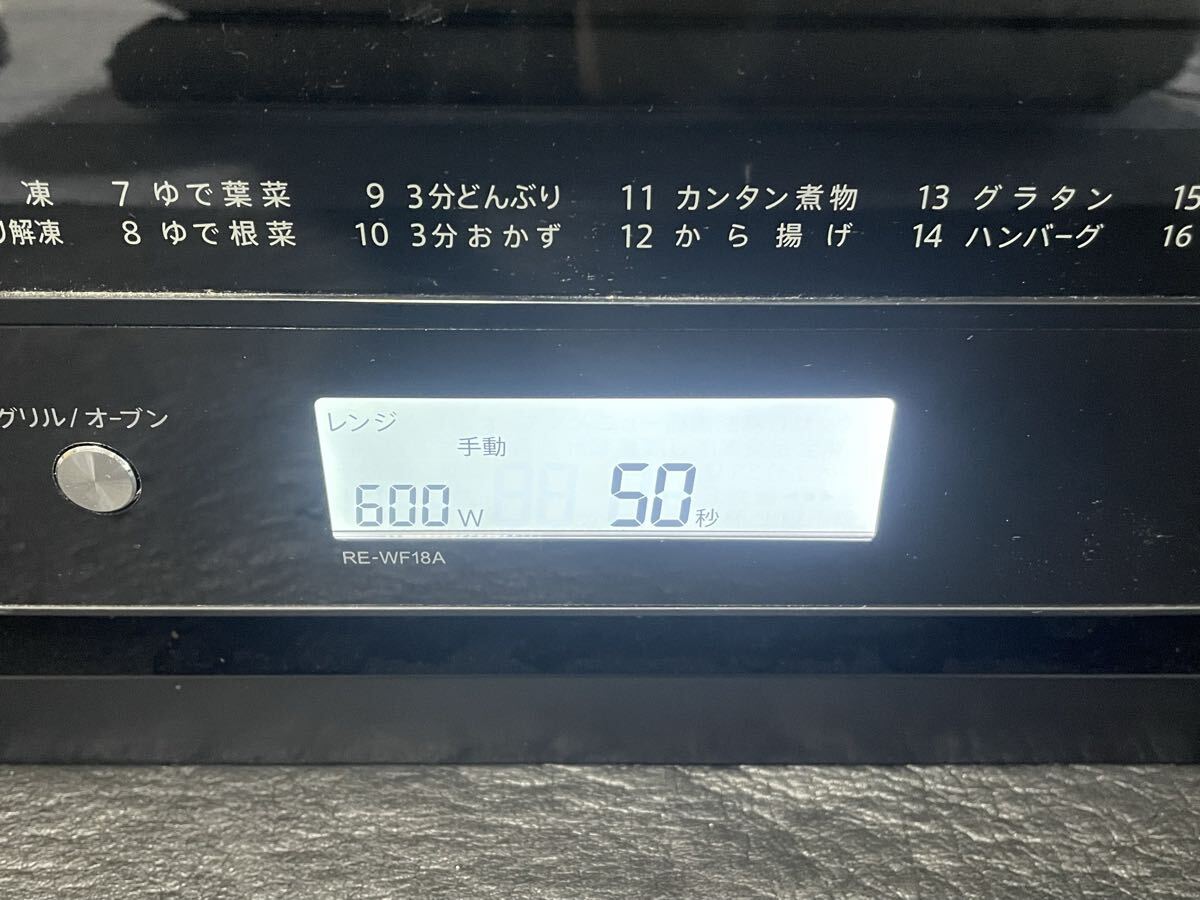 凍 7 ゆで葉菜 9 3分どんぶり 11 カンタン煮物 13 グラタン 15
解凍 8 ゆで根菜 10 3分おかず 12 から揚げ 14 ハンバーグ 16
グリル/オーブン
レンジ
手動
600W 50秒
RE-WF18A